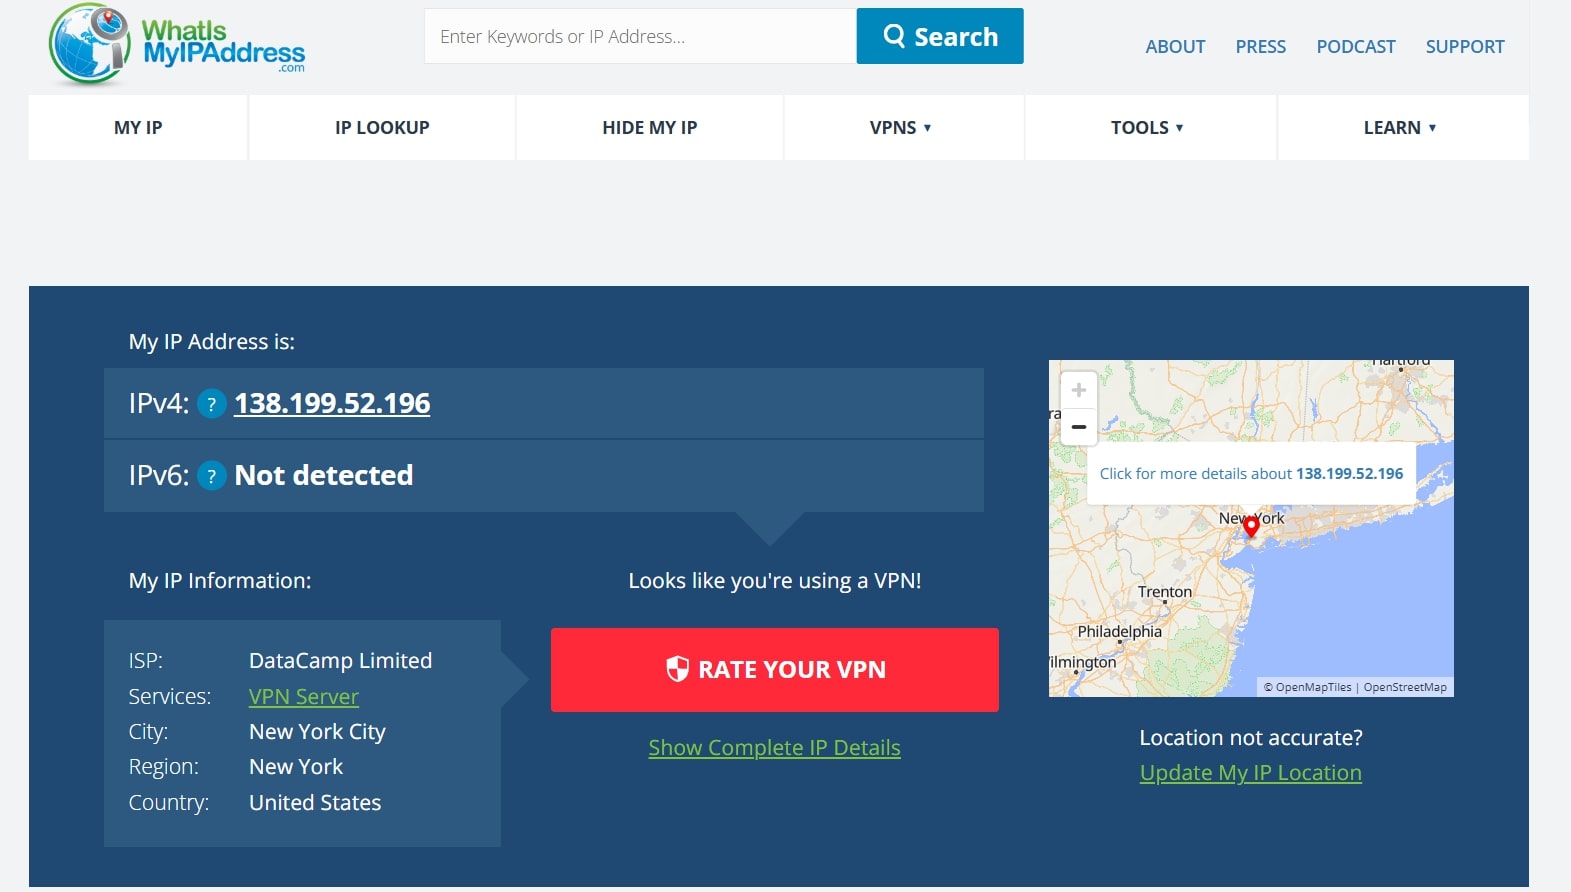 WhatIs
MyIPAddress
.com
Enter Keywords or IP Address...
Search
ABOUT
PRESS
PODCAST
SUPPORT
MY IP
IP LOOKUP
HIDE MY IP
VPNS ▼
TOOLS ▼
LEARN ▼
My IP Address is:
IPv4: ? 138.199.52.196
IPv6: ? Not detected
My IP Information:
ISP: DataCamp Limited
Services: VPN Server
City: New York City
Region: New York
Country: United States
Looks like you're using a VPN!
RATE YOUR VPN
Show Complete IP Details
Hartford
+
−
Click for more details about 138.199.52.196
New York
Trenton
Philadelphia
ilmington
© OpenMapTiles | OpenStreetMap
Location not accurate?
Update My IP Location